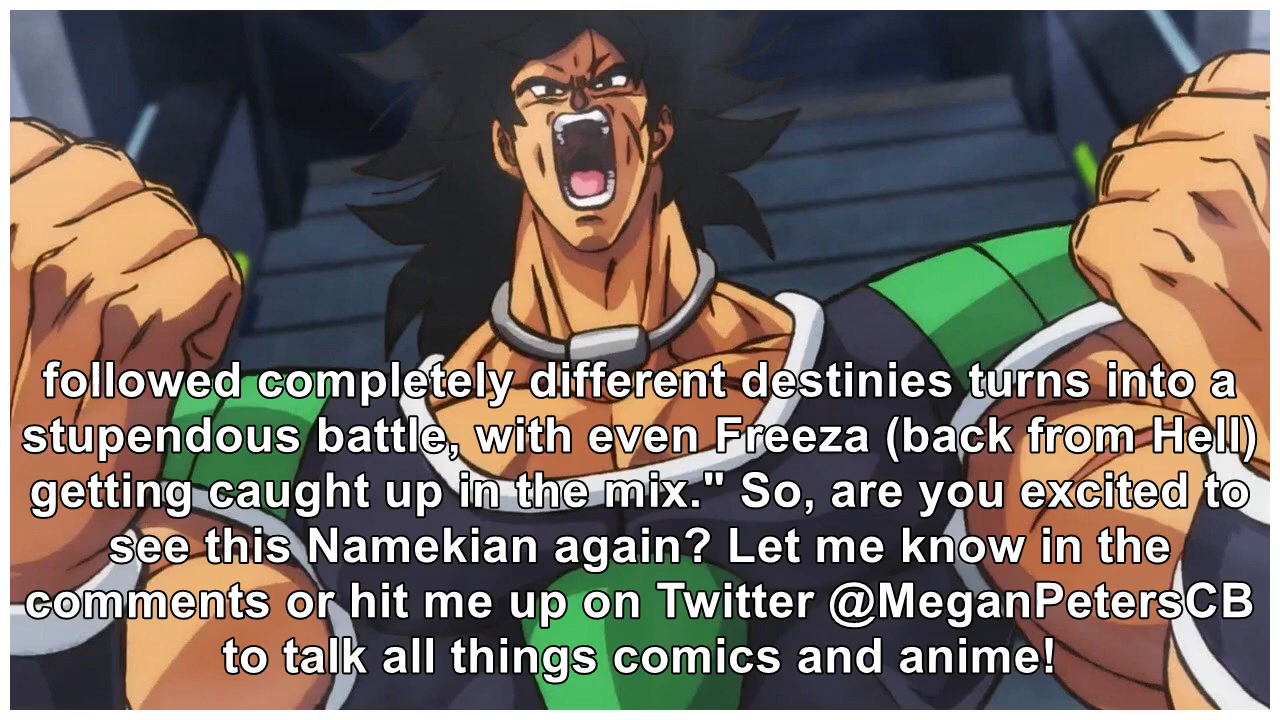 followed completely different destinies turns into a
stupendous battle, with even Freeza (back from Hell)
getting caught up in the mix." So, are you excited to
see this Namekian again? Let me know in the
comments or hit me up on Twitter @MeganPetersCB
to talk all things comics and anime!